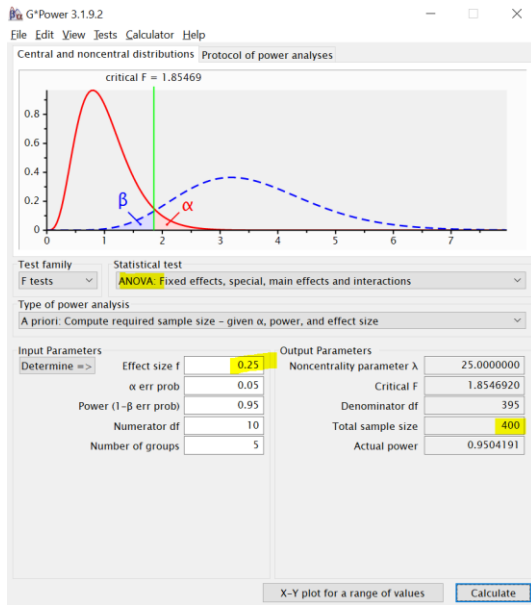 G*Power 3.1.9.2
File Edit View Tests Calculator Help
Central and noncentral distributions Protocol of power analyses
critical F = 1.85469
0.8
0.6
0.4
0.2
0
β
α
0 1 2 3 4 5 6 7
Test family Statistical test
F tests ANOVA: Fixed effects, special, main effects and interactions
Type of power analysis
A priori: Compute required sample size – given α, power, and effect size
Input Parameters Output Parameters
Determine => Effect size f 0.25 Noncentrality parameter λ 25.0000000
α err prob 0.05 Critical F 1.8546920
Power (1-β err prob) 0.95 Denominator df 395
Numerator df 10 Total sample size 400
Number of groups 5 Actual power 0.9504191
X-Y plot for a range of values Calculate